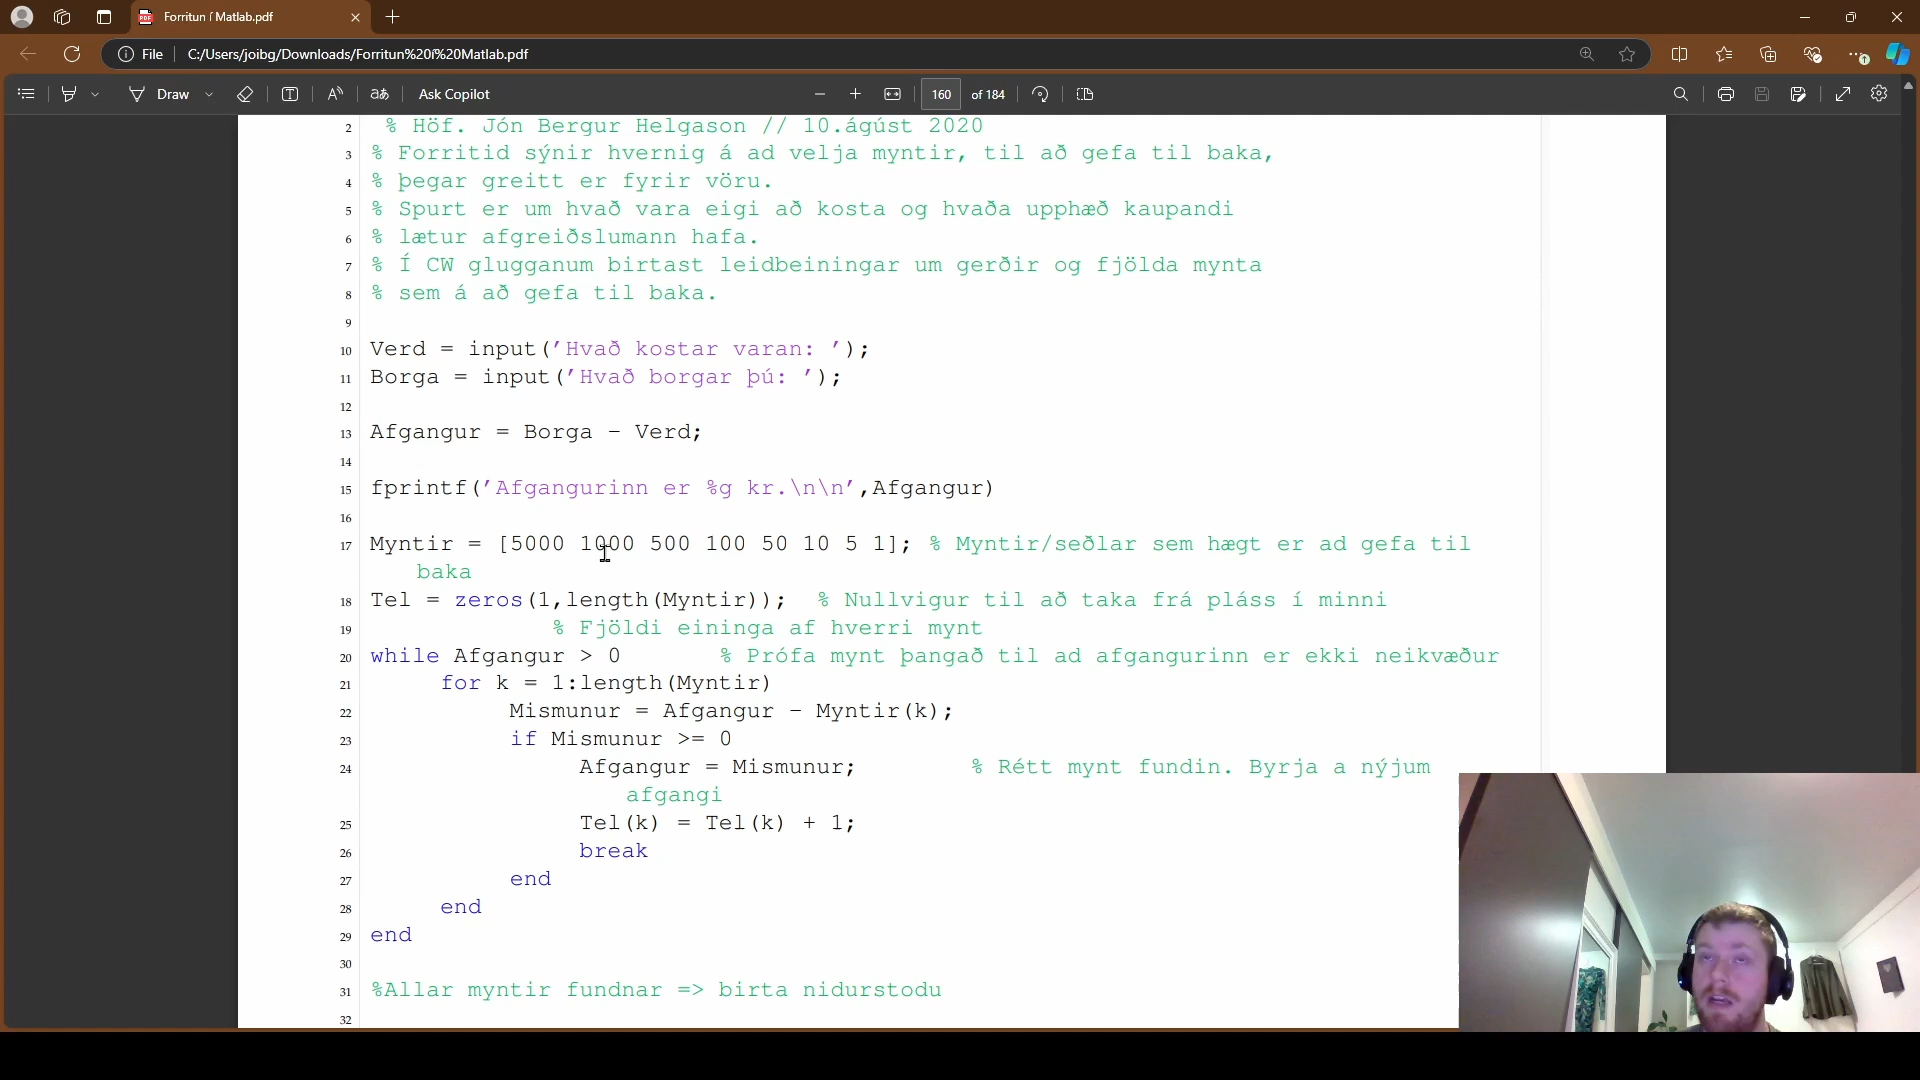 Forritun í Matlab.pdf
File
C:/Users/joibg/Downloads/Forritun%20í%20Matlab.pdf
Draw
aあ
Ask Copilot
160 of 184
2 % Höf. Jón Bergur Helgason // 10.ágúst 2020
3 % Forritid sýnir hvernig á ad velja myntir, til að gefa til baka,
4 % þegar greitt er fyrir vöru.
5 % Spurt er um hvað vara eigi að kosta og hvaða upphæð kaupandi
6 % lætur afgreiðslumann hafa.
7 % Í CW glugganum birtast leidbeiningar um gerðir og fjölda mynta
8 % sem á að gefa til baka.
9
10 Verd = input('Hvað kostar varan: ');
11 Borga = input('Hvað borgar þú: ');
12
13 Afgangur = Borga - Verd;
14
15 fprintf('Afgangurinn er %g kr.\n\n',Afgangur)
16
17 Myntir = [5000 1000 500 100 50 10 5 1]; % Myntir/seðlar sem hægt er ad gefa til
baka
18 Tel = zeros(1,length(Myntir)); % Nullvigur til að taka frá pláss í minni
19 % Fjöldi eininga af hverri mynt
20 while Afgangur > 0 % Prófa mynt þangað til ad afgangurinn er ekki neikvæður
21 for k = 1:length(Myntir)
22 Mismunur = Afgangur - Myntir(k);
23 if Mismunur >= 0
24 Afgangur = Mismunur; % Rétt mynt fundin. Byrja a nýjum
afgangi
25 Tel(k) = Tel(k) + 1;
26 break
27 end
28 end
29 end
30
31 %Allar myntir fundnar => birta nidurstodu
32